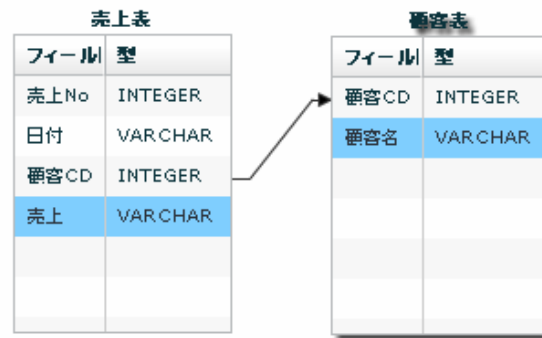 売上表
フィール 型
売上No INTEGER
日付 VARCHAR
顧客CD INTEGER
売上 VARCHAR
顧客表
フィール 型
顧客CD INTEGER
顧客名 VARCHAR